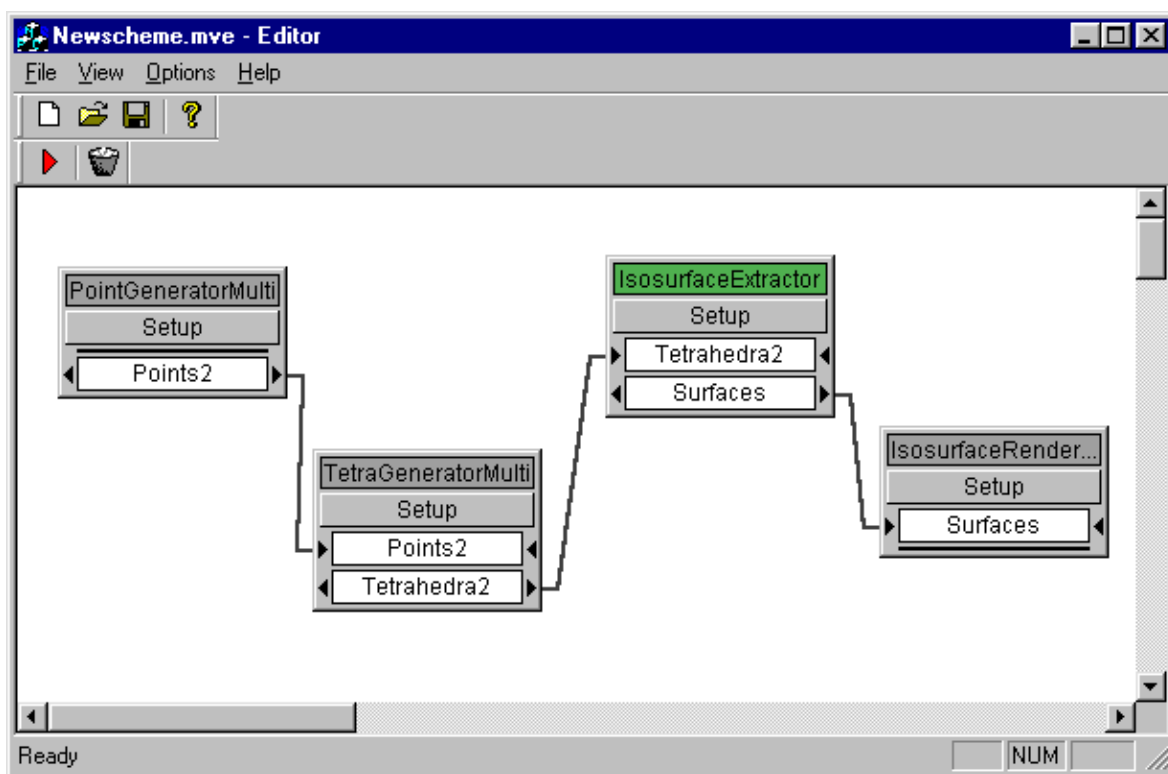 Newscheme.mve - Editor
File View Options Help
PointGeneratorMulti
Setup
Points2
TetraGeneratorMulti
Setup
Points2
Tetrahedra2
IsosurfaceExtractor
Setup
Tetrahedra2
Surfaces
IsosurfaceRender...
Setup
Surfaces
Ready
NUM